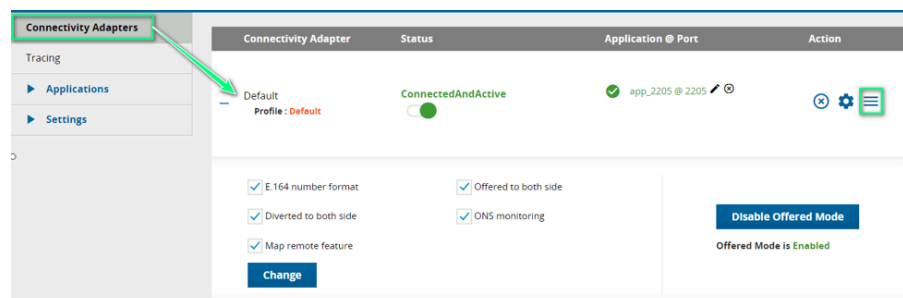 Connectivity Adapters
Tracing
Applications
Settings
Connectivity Adapter Status Application @ Port Action
Default ConnectedAndActive app_2205 @ 2205
Profile : Default
E.164 number format Offered to both side
Diverted to both side ONS monitoring
Map remote feature
Change
DIsable Offered Mode
Offered Mode is Enabled